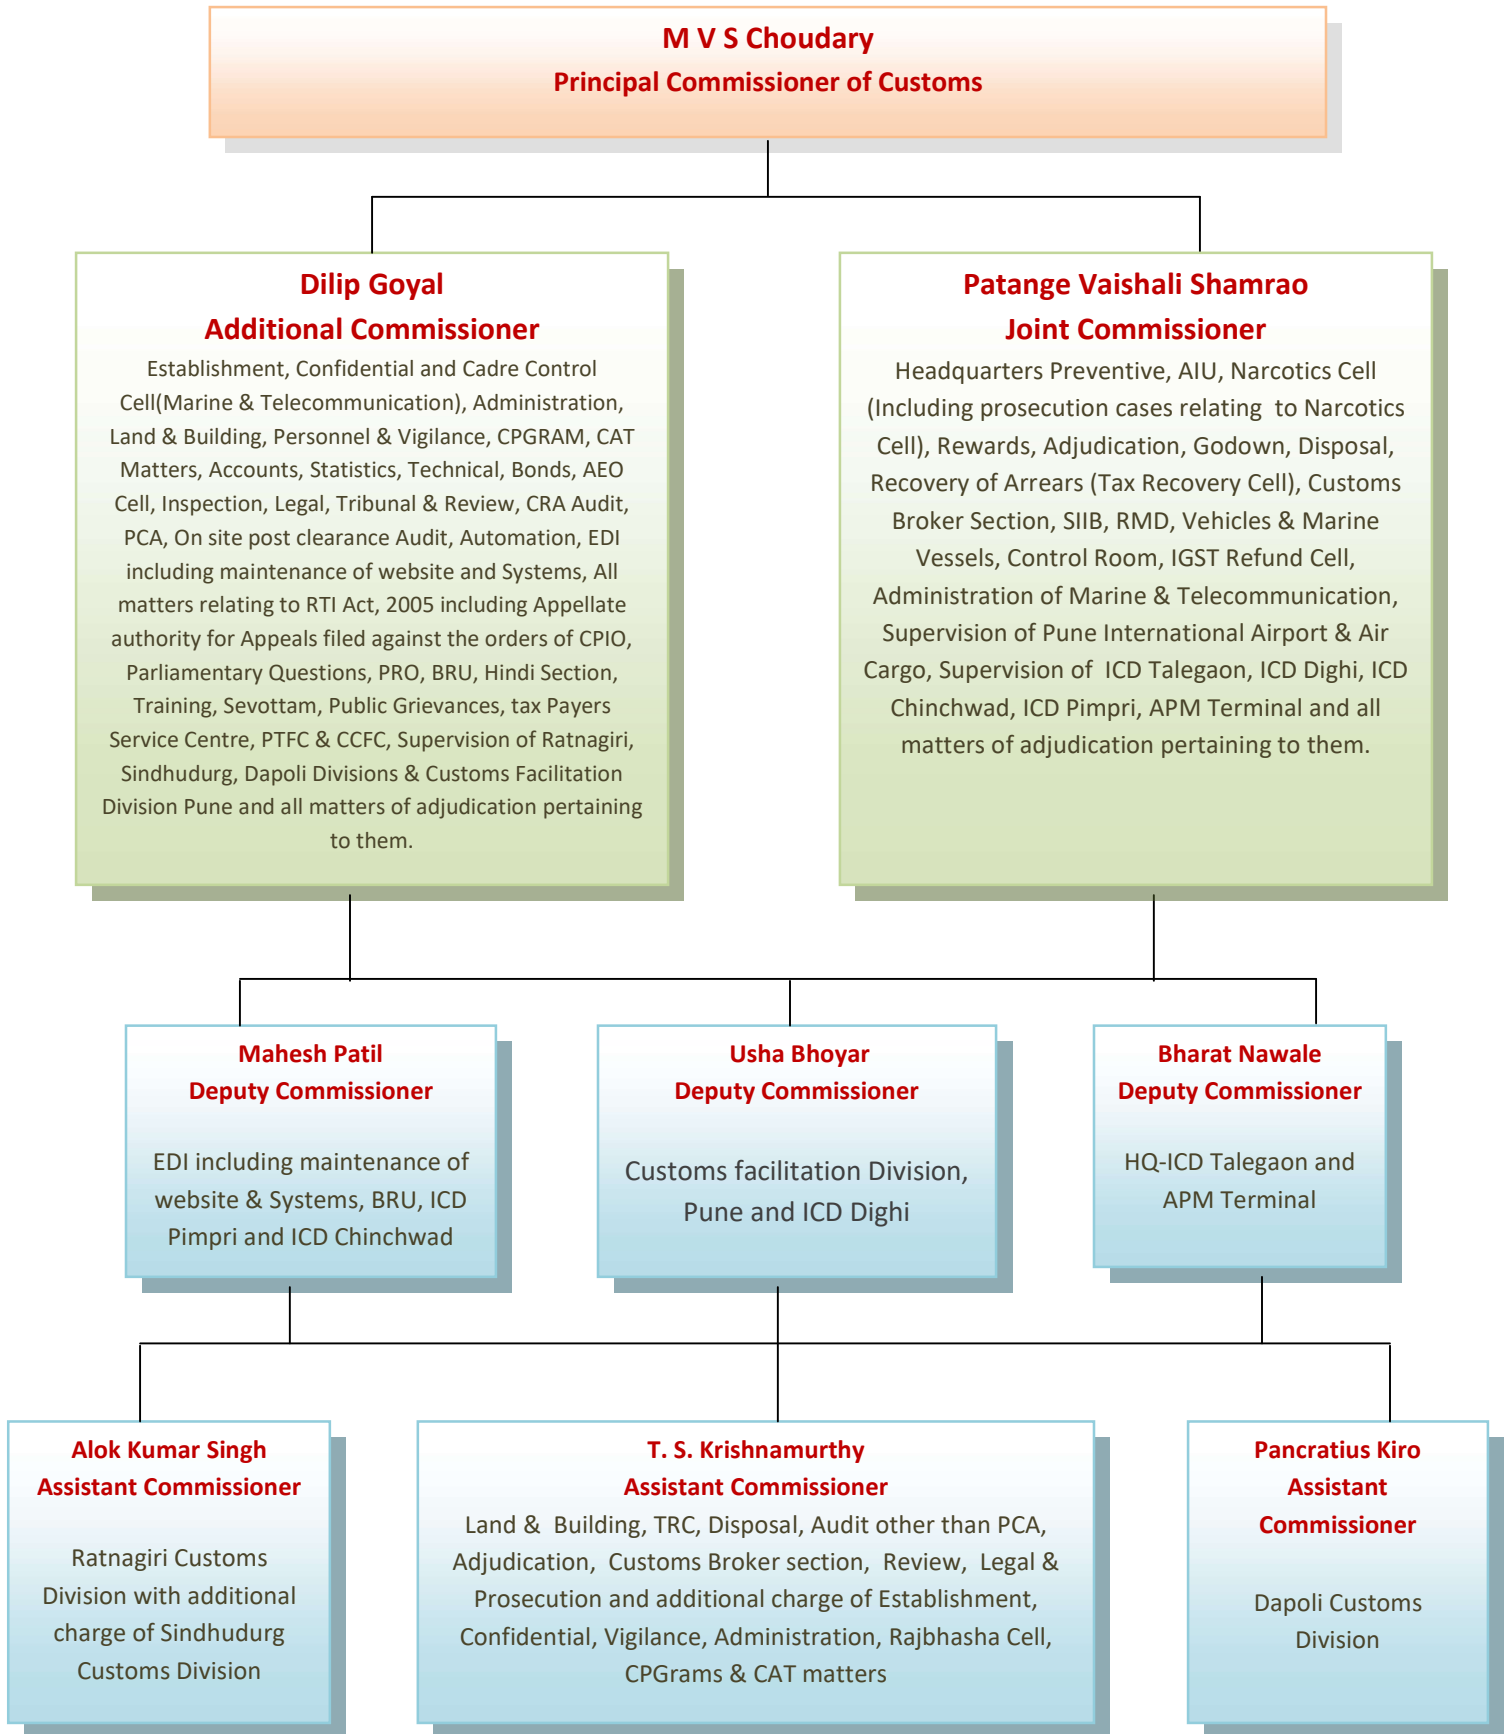 M V S Choudary
Principal Commissioner of Customs
Dilip Goyal
Additional Commissioner
Establishment, Confidential and Cadre Control
Cell(Marine & Telecommunication), Administration,
Land & Building, Personnel & Vigilance, CPGRAM, CAT
Matters, Accounts, Statistics, Technical, Bonds, AEO
Cell, Inspection, Legal, Tribunal & Review, CRA Audit,
PCA, On site post clearance Audit, Automation, EDI
including maintenance of website and Systems, All
matters relating to RTI Act, 2005 including Appellate
authority for Appeals filed against the orders of CPIO,
Parliamentary Questions, PRO, BRU, Hindi Section,
Training, Sevottam, Public Grievances, tax Payers
Service Centre, PTFC & CCFC, Supervision of Ratnagiri,
Sindhudurg, Dapoli Divisions & Customs Facilitation
Division Pune and all matters of adjudication pertaining
to them.
Patange Vaishali Shamrao
Joint Commissioner
Headquarters Preventive, AIU, Narcotics Cell
(Including prosecution cases relating to Narcotics
Cell), Rewards, Adjudication, Godown, Disposal,
Recovery of Arrears (Tax Recovery Cell), Customs
Broker Section, SIIB, RMD, Vehicles & Marine
Vessels, Control Room, IGST Refund Cell,
Administration of Marine & Telecommunication,
Supervision of Pune International Airport & Air
Cargo, Supervision of ICD Talegaon, ICD Dighi, ICD
Chinchwad, ICD Pimpri, APM Terminal and all
matters of adjudication pertaining to them.
Mahesh Patil
Deputy Commissioner
EDI including maintenance of
website & Systems, BRU, ICD
Pimpri and ICD Chinchwad
Usha Bhoyar
Deputy Commissioner
Customs facilitation Division,
Pune and ICD Dighi
Bharat Nawale
Deputy Commissioner
HQ-ICD Talegaon and
APM Terminal
Alok Kumar Singh
Assistant Commissioner
Ratnagiri Customs
Division with additional
charge of Sindhudurg
Customs Division
T. S. Krishnamurthy
Assistant Commissioner
Land & Building, TRC, Disposal, Audit other than PCA,
Adjudication, Customs Broker section, Review, Legal &
Prosecution and additional charge of Establishment,
Confidential, Vigilance, Administration, Rajbhasha Cell,
CPGrams & CAT matters
Pancratius Kiro
Assistant
Commissioner
Dapoli Customs
Division